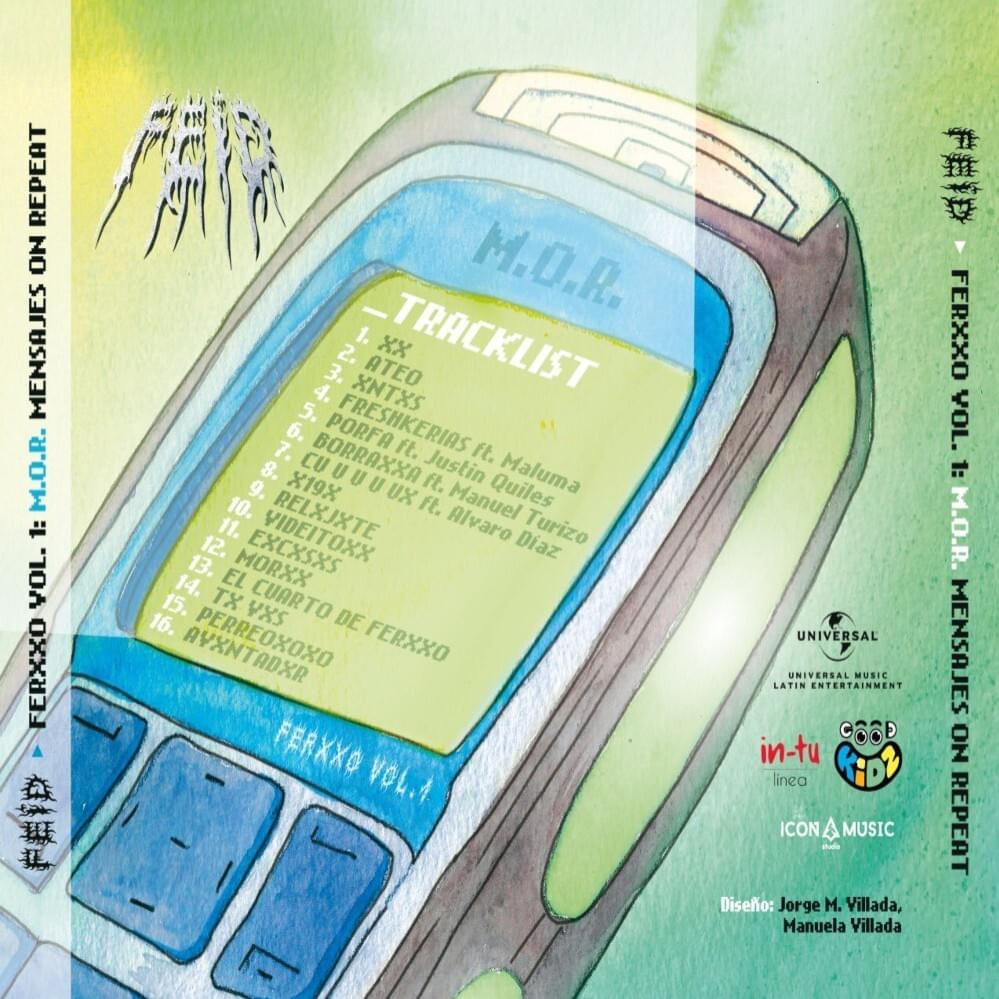 FEID ▸ FERXXO VOL. 1: M.O.R. MENSAJES ON REPEAT
FEID
M.O.R.
_TRACKLIST
1. XX
2. ATEO
3. XNTXS
4. FRESHKERIAS ft. Maluma
5. PORFA ft. Justin Quiles
6. BORRAXXA ft. Manuel Turizo
7. CU U U U UX ft. Alvaro Díaz
8. X19X
9. RELXJXTE
10. VIDEITOXX
11. EXCXSXS
12. MORXX
13. EL CUARTO DE FERXXO
14. TX YXS
15. PERREOXOXO
16. AYXNTADXR
FERXXO VOL.1
UNIVERSAL
UNIVERSAL MUSIC
LATIN ENTERTAINMENT
in-tu
línea
GOOD
KiDZ
ICON MUSIC
studio
Diseño: Jorge M. Villada,
Manuela Villada
FEID ▸ FERXXO VOL. 1: M.O.R. MENSAJES ON REPEAT